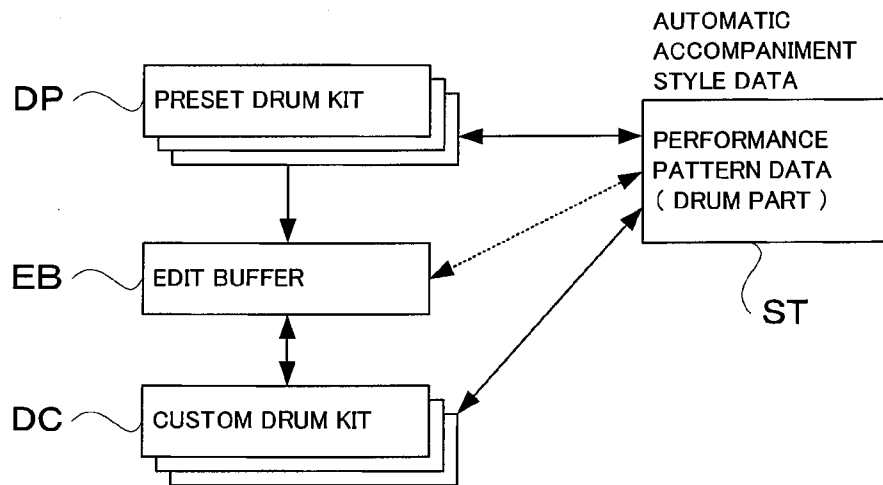 AUTOMATIC
ACCOMPANIMENT
STYLE DATA
DP
PRESET DRUM KIT
PERFORMANCE
PATTERN DATA
( DRUM PART )
EB
EDIT BUFFER
ST
DC
CUSTOM DRUM KIT